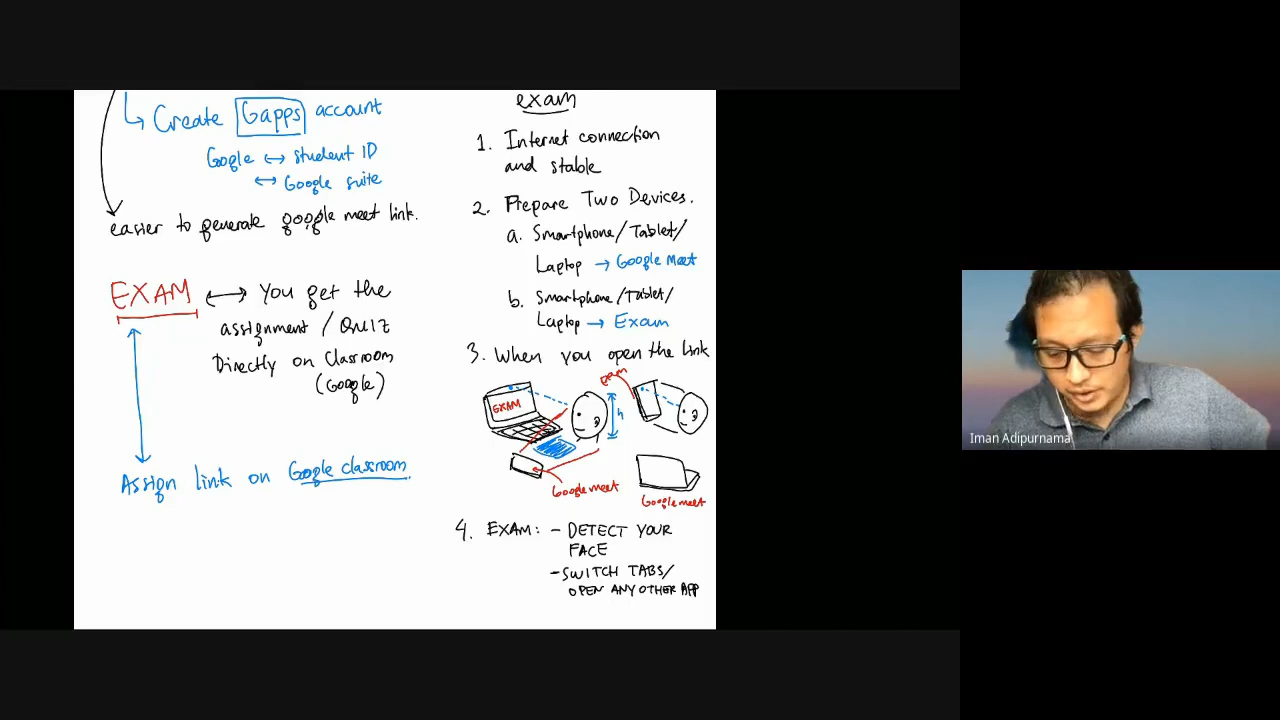 ↳ Create Gapps account
Google ↔ student ID
↔ Google suite
easier to generate google meet link.
EXAM ↔ You get the
assignment / QUIZ
Directly on Classroom
(Google)
Assign link on Google classroom.
exam
1. Internet connection
and stable
2. Prepare Two Devices.
a. Smartphone/Tablet/
Laptop → Google Meet
b. Smartphone/Tablet/
Laptop → Exam
3. When you open the link
EXAM
h
exam
Google meet
Google meet
4. EXAM: - DETECT YOUR
FACE
- SWITCH TABS/
OPEN ANY OTHER APP
Iman Adipurnama